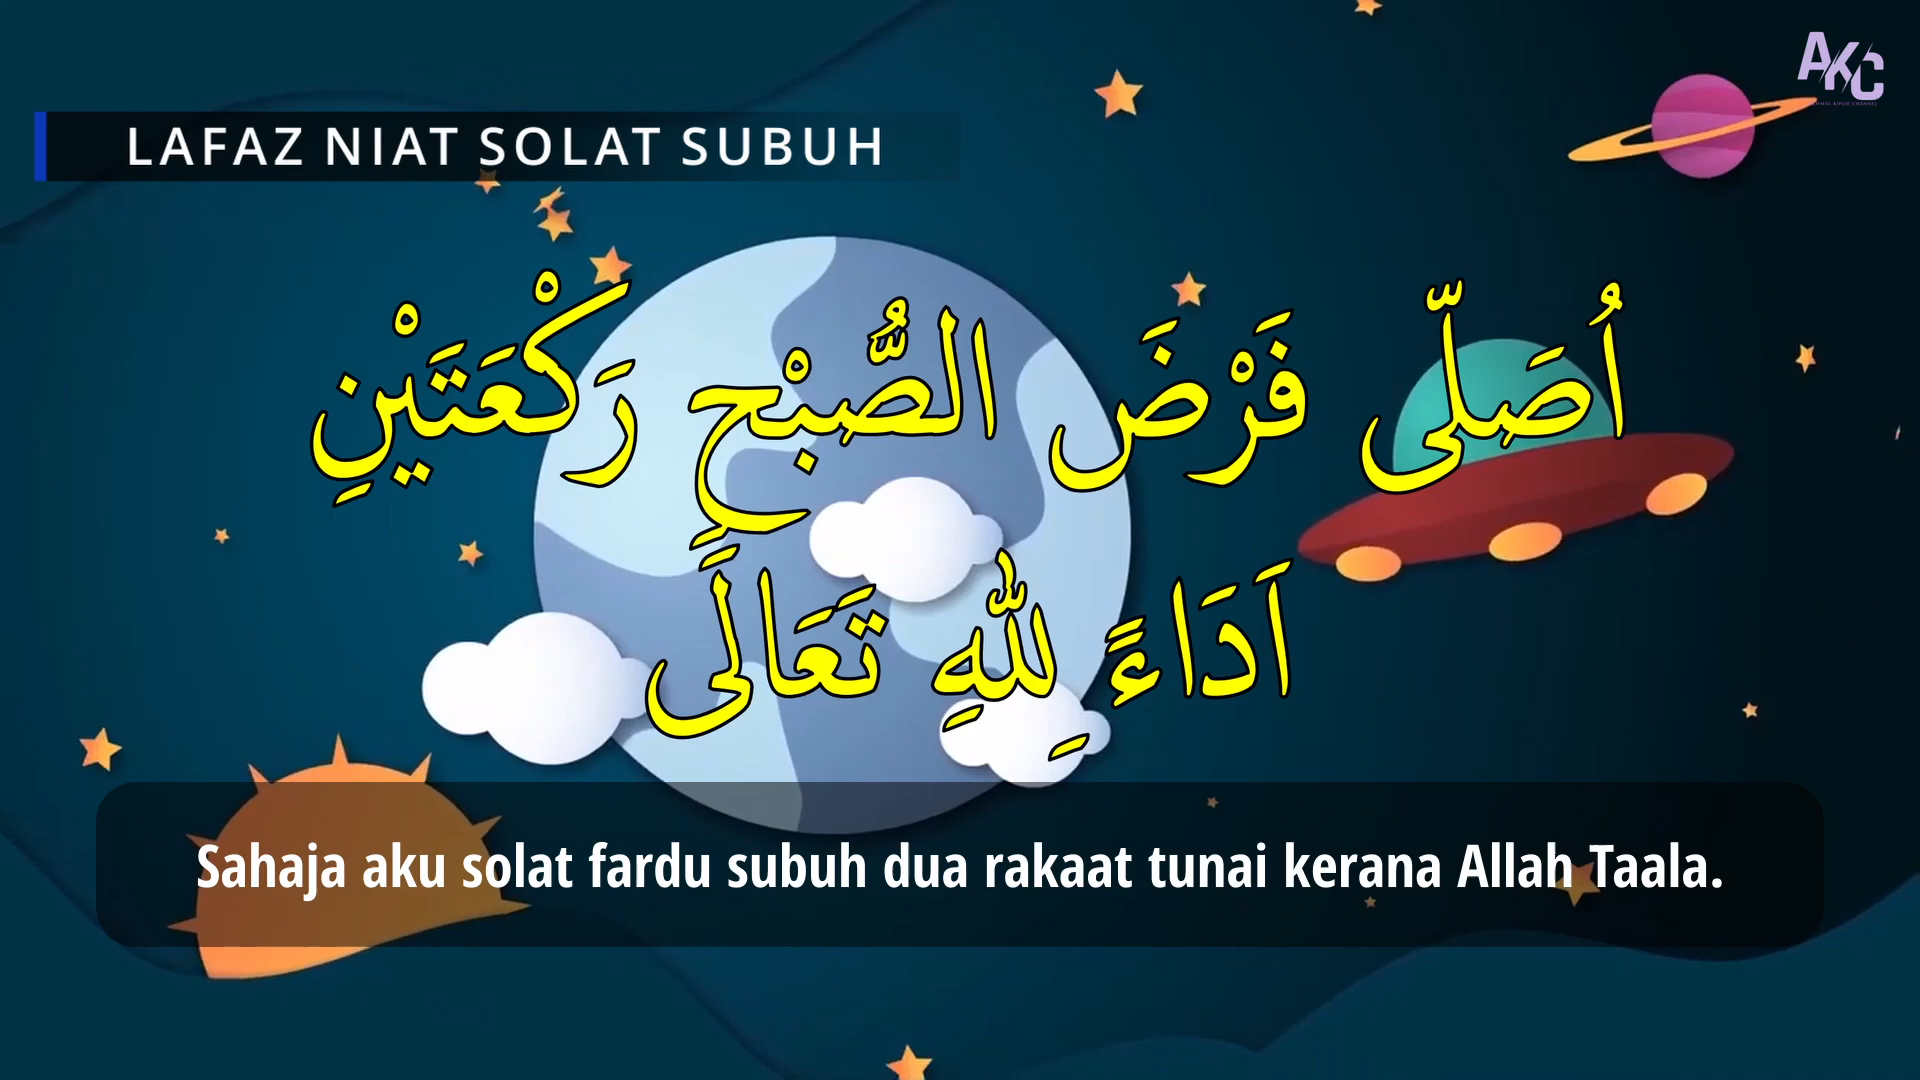 AKC
LAFAZ NIAT SOLAT SUBUH
اُصَلِّى فَرْضَ الصُّبْحِ رَكْعَتَيْنِ
اَدَاءً لِلّٰهِ تَعَالَى
Sahaja aku solat fardu subuh dua rakaat tunai kerana Allah Taala.